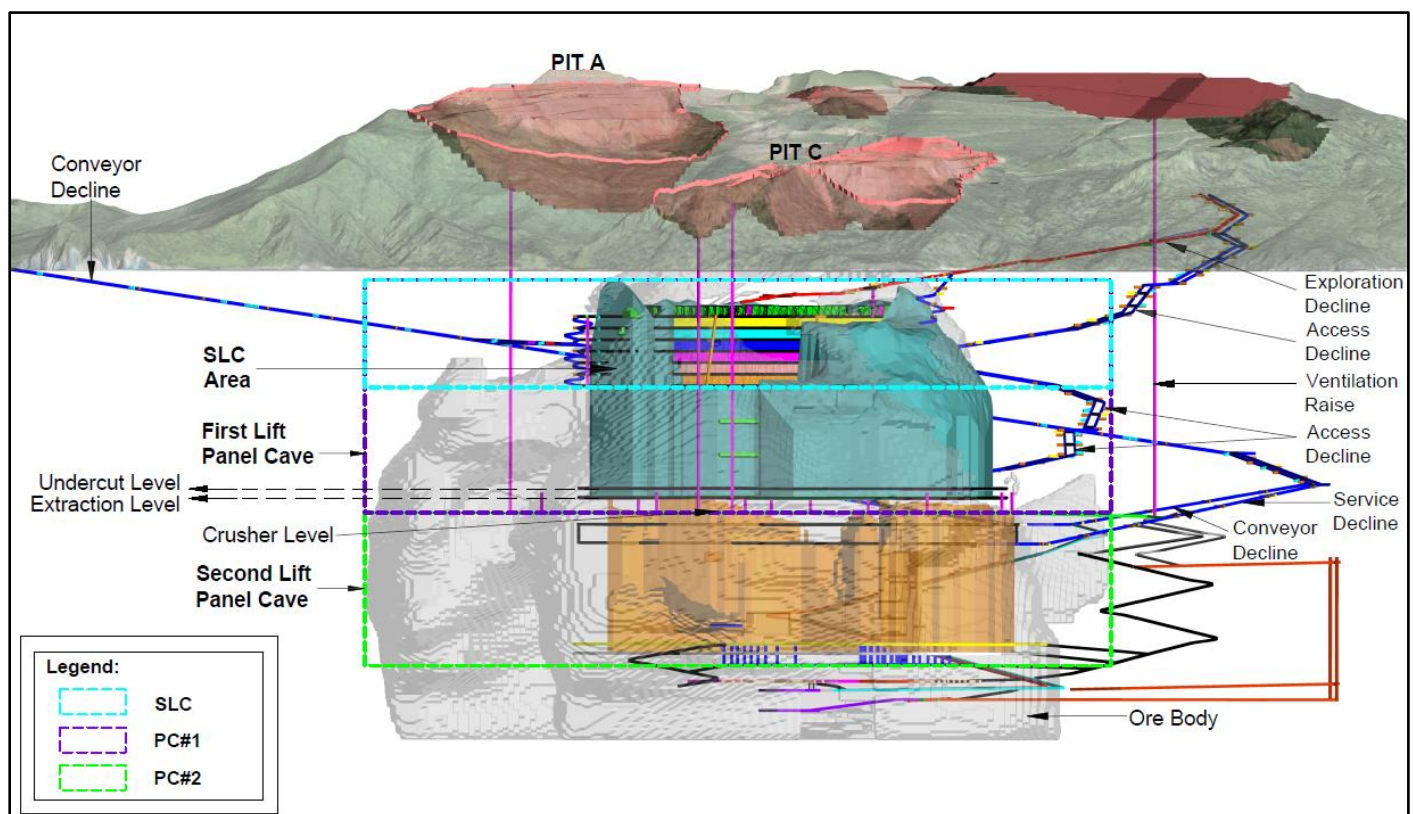 PIT A
PIT C
Conveyor
Decline
Exploration
Decline
Access
Decline
SLC
Area
Ventilation
Raise
First Lift
Panel Cave
Access
Decline
Undercut Level
Extraction Level
Service
Decline
Crusher Level
Conveyor
Decline
Second Lift
Panel Cave
Ore Body
Legend:
SLC
PC#1
PC#2